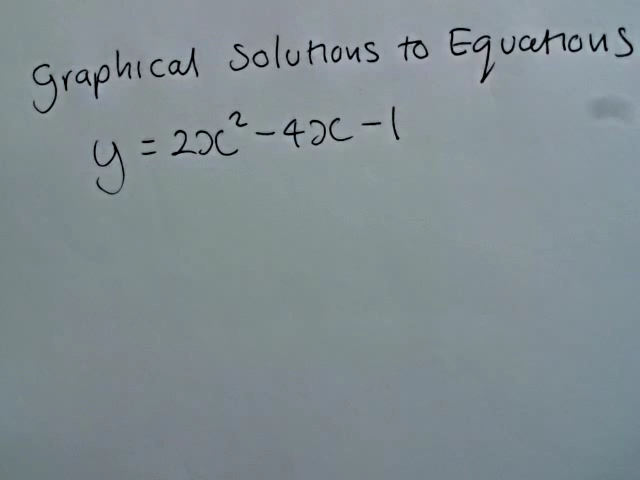 Graphical Solutions to Equations
y = 2x² - 4x - 1